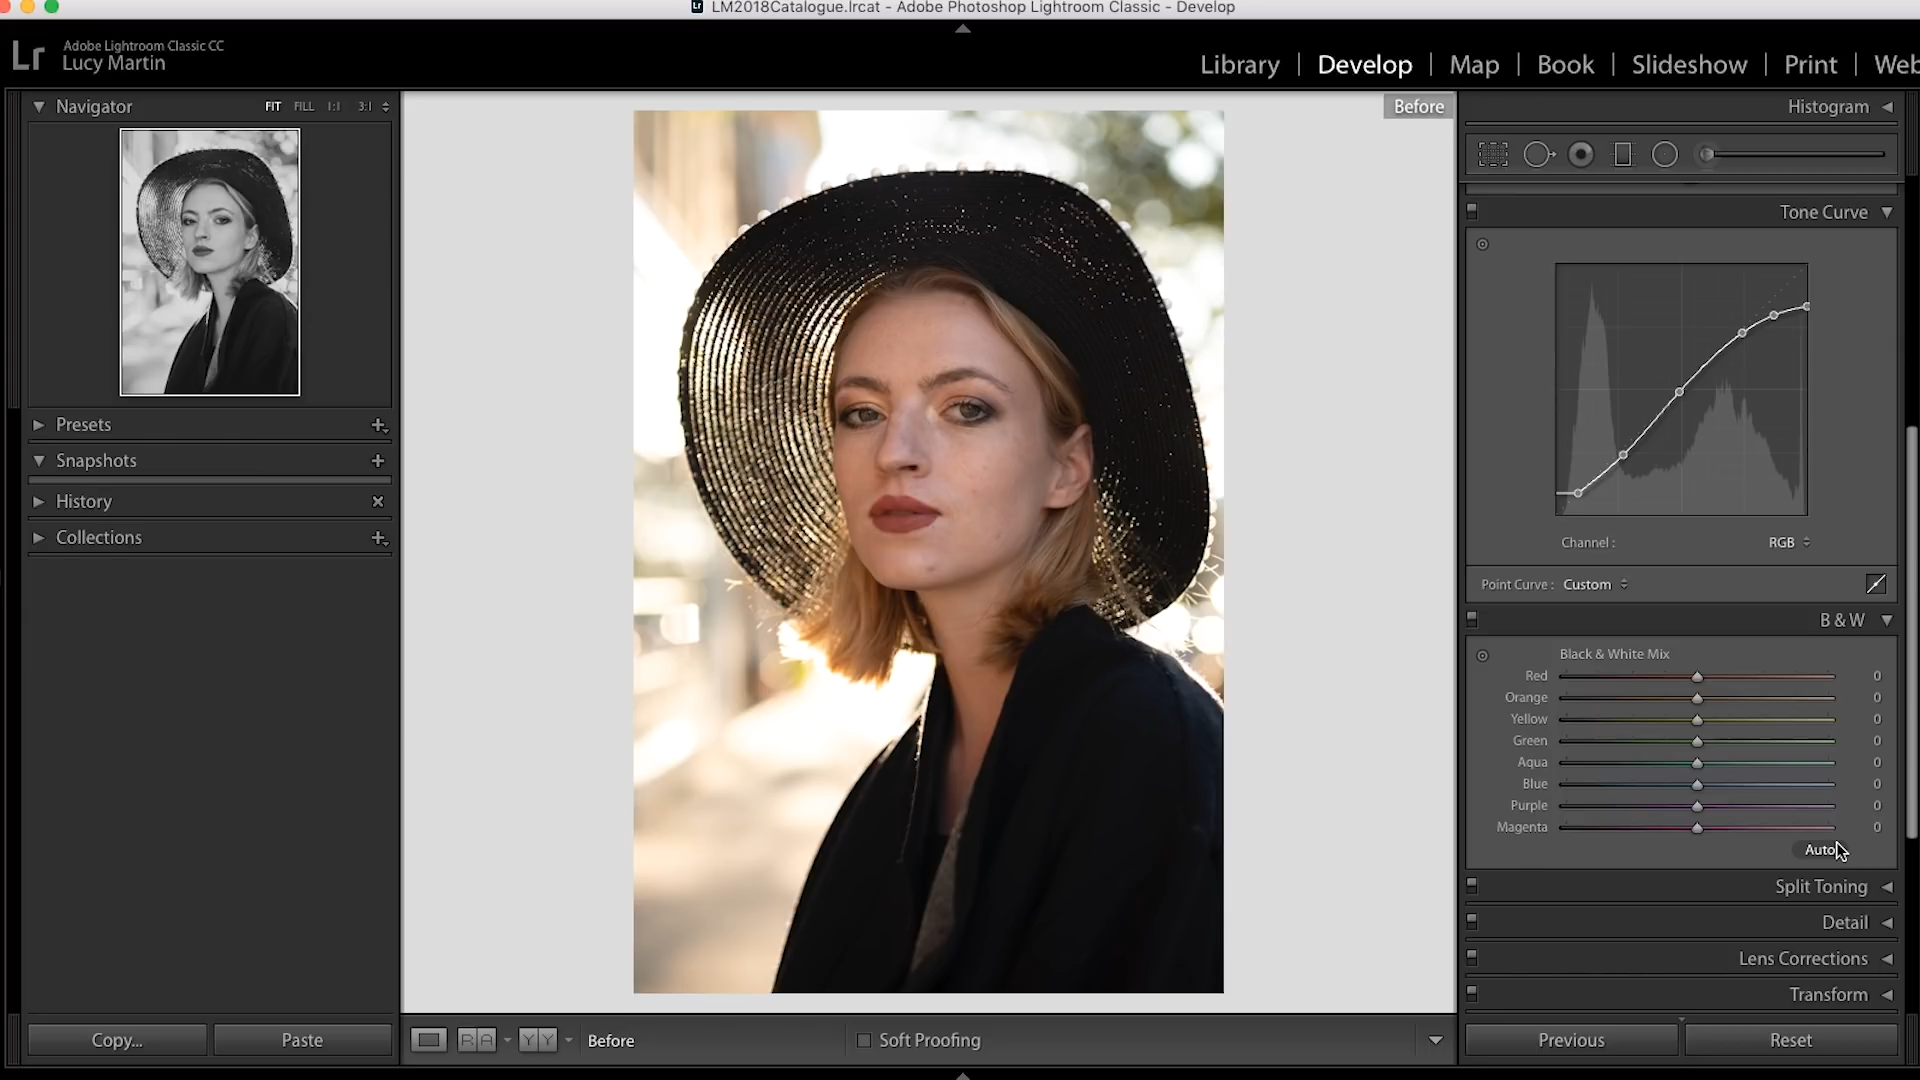 LM2018Catalogue.lrcat - Adobe Photoshop Lightroom Classic - Develop
Lr
Adobe Lightroom Classic CC
Lucy Martin
Library | Develop | Map | Book | Slideshow | Print | Web
Navigator FIT FILL 1:1 3:1
Presets
Snapshots
History
Collections
Before
Histogram
Tone Curve
Channel : RGB
Point Curve : Custom
B & W
Black & White Mix
Red 0
Orange 0
Yellow 0
Green 0
Aqua 0
Blue 0
Purple 0
Magenta 0
Auto
Split Toning
Detail
Lens Corrections
Transform
Copy... Paste
R A Y Y Before Soft Proofing
Previous Reset